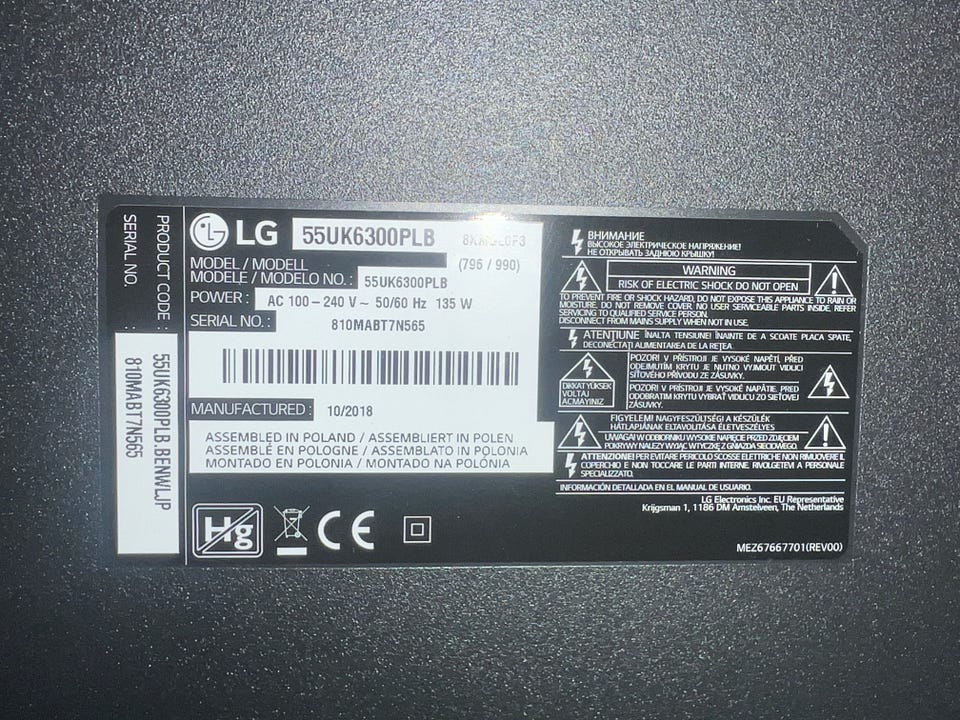 PRODUCT CODE :
SERIAL NO.
55UK6300PLB.BENWLJP
810MABT7N565
LG 55UK6300PLB
MODEL / MODELL (796 / 990)
MODELE / MODELO NO. : 55UK6300PLB
POWER : AC 100 – 240 V ~ 50/60 Hz 135 W
SERIAL NO. : 810MABT7N565
MANUFACTURED : 10/2018
ASSEMBLED IN POLAND / ASSEMBLIERT IN POLEN
ASSEMBLÉ EN POLOGNE / ASSEMBLATO IN POLONIA
MONTADO EN POLONIA / MONTADO NA POLÓNIA
Hg
CE
ВНИМАНИЕ
ВЫСОКОЕ ЭЛЕКТРИЧЕСКОЕ НАПРЯЖЕНИЕ!
НЕ ОТКРЫВАТЬ ЗАДНЮЮ КРЫШКУ!
WARNING
RISK OF ELECTRIC SHOCK DO NOT OPEN
TO PREVENT FIRE OR SHOCK HAZARD, DO NOT EXPOSE THIS APPLIANCE TO RAIN OR
MOISTURE. DO NOT REMOVE COVER. NO USER SERVICEABLE PARTS INSIDE. REFER
SERVICING TO QUALIFIED SERVICE PERSON.
DISCONNECT FROM MAINS SUPPLY WHEN NOT IN USE.
ATENȚIUNE ÎNALTA TENSIUNE! ÎNAINTE DE A SCOATE PLACA SPATE,
DECONECTAȚI ALIMENTAREA DE LA REȚEA.
DIKKAT YÜKSEK
VOLTAJ
ACMAYINIZ
POZOR! V PŘÍSTROJI JE VYSOKÉ NAPĚTÍ, PŘED
ODEJMUTÍM KRYTU JE NUTNO VYJMOUT VIDLICI
SÍŤOVÉHO PŘÍVODU ZE ZÁSUVKY.
POZOR! V PRÍSTROJI JE VYSOKÉ NAPÄTIE. PRED
ODOBRATÍM KRYTU VYBRAŤ VIDLICU ZO SIEŤOVEJ
ZÁSUVKY.
FIGYELEM! NAGYFESZÜLTSÉG! A KÉSZÜLÉK
HÁTLAPJÁNAK ELTÁVOLÍTÁSA ÉLETVESZÉLYES
UWAGA! W ODBIORNIKU WYSOKIE NAPIĘCIE PRZED ZDJĘCIEM
POKRYWY NALEŻY WYJĄĆ WTYCZKĘ Z GNIAZDA SIECIOWEGO.
ATTENZIONE! PER EVITARE PERICOLO SCOSSE ELETTRICHE NON RIMUOVERE IL
COPERCHIO E NON TOCCARE LE PARTI INTERNE. RIVOLGETEVI A PERSONALE
SPECIALIZZATO.
INFORMACIÓN DETALLADA EN EL MANUAL DE USUARIO.
LG Electronics Inc. EU Representative
Krijgsman 1, 1186 DM Amstelveen, The Netherlands
MEZ67667701(REV00)